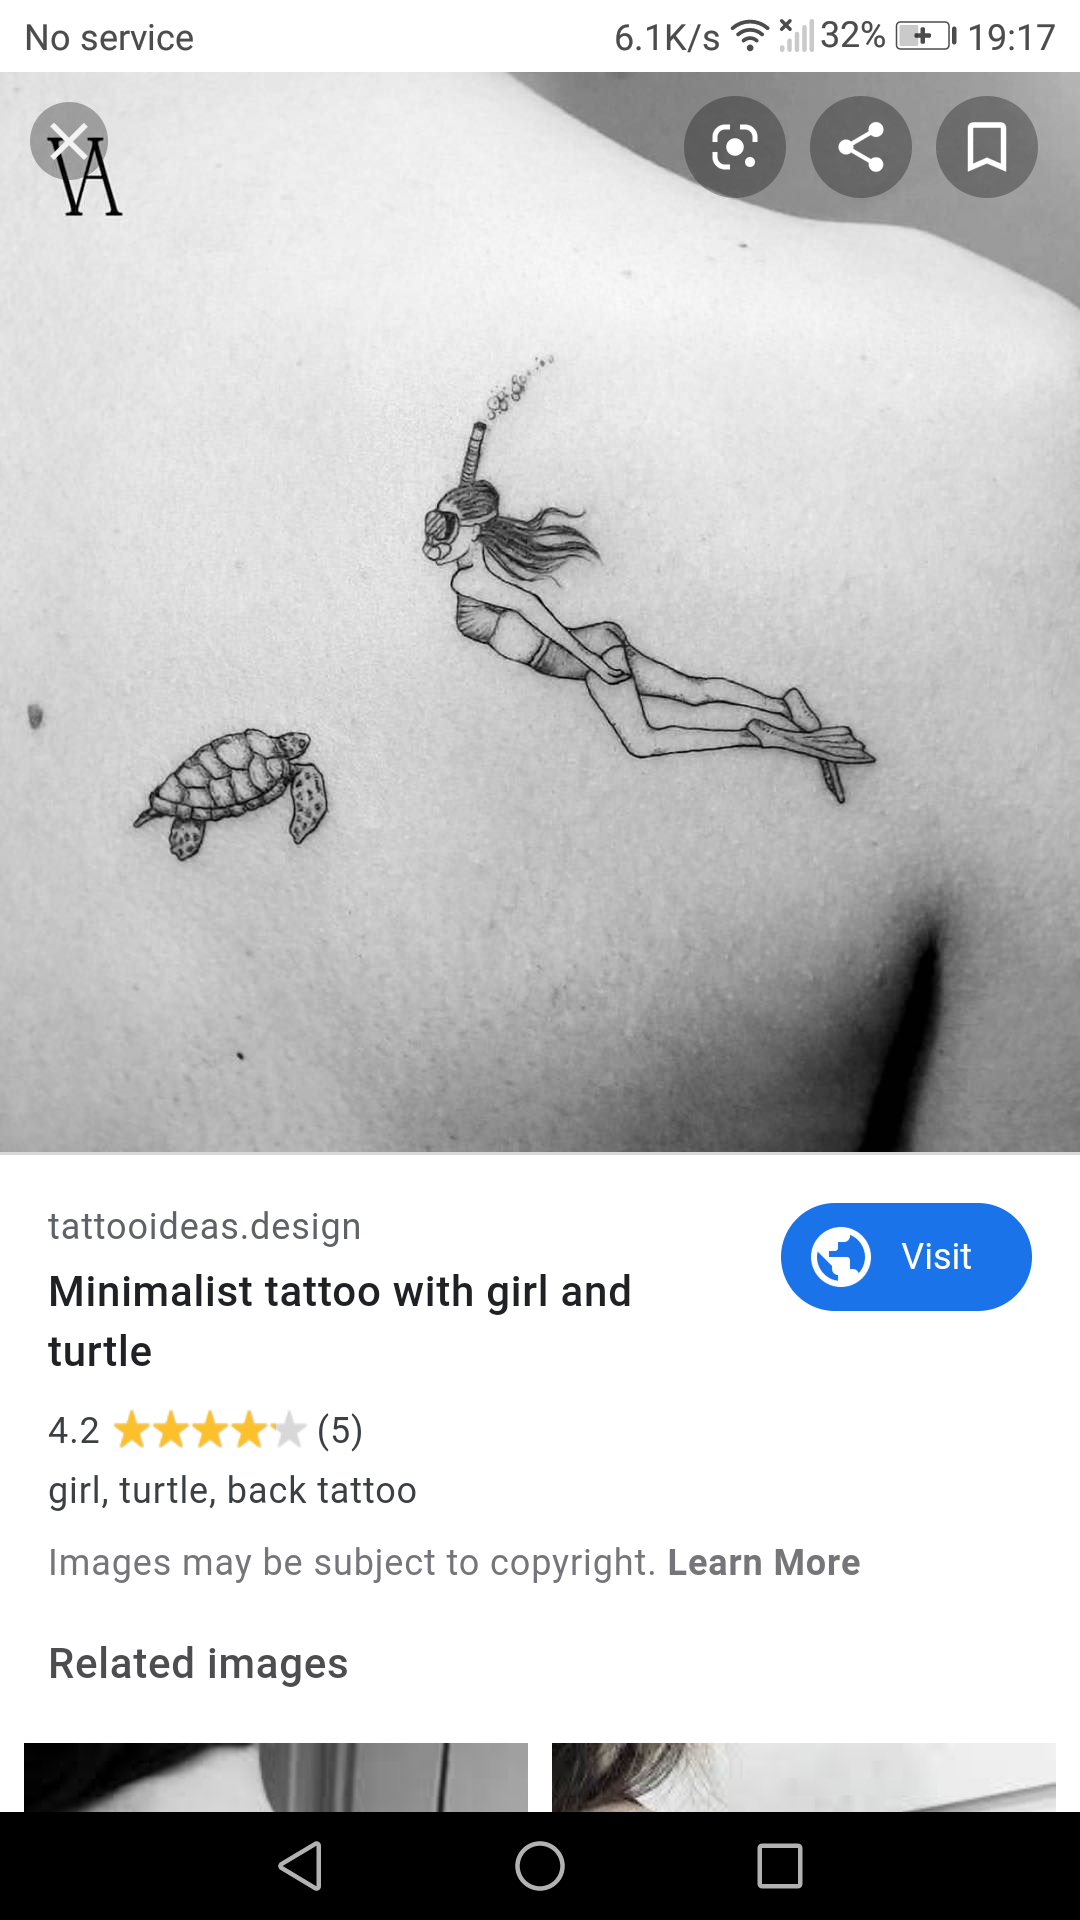 No service
6.1K/s 32% 19:17
VA
tattooideas.design
Visit
Minimalist tattoo with girl and
turtle
4.2 (5)
girl, turtle, back tattoo
Images may be subject to copyright. Learn More
Related images